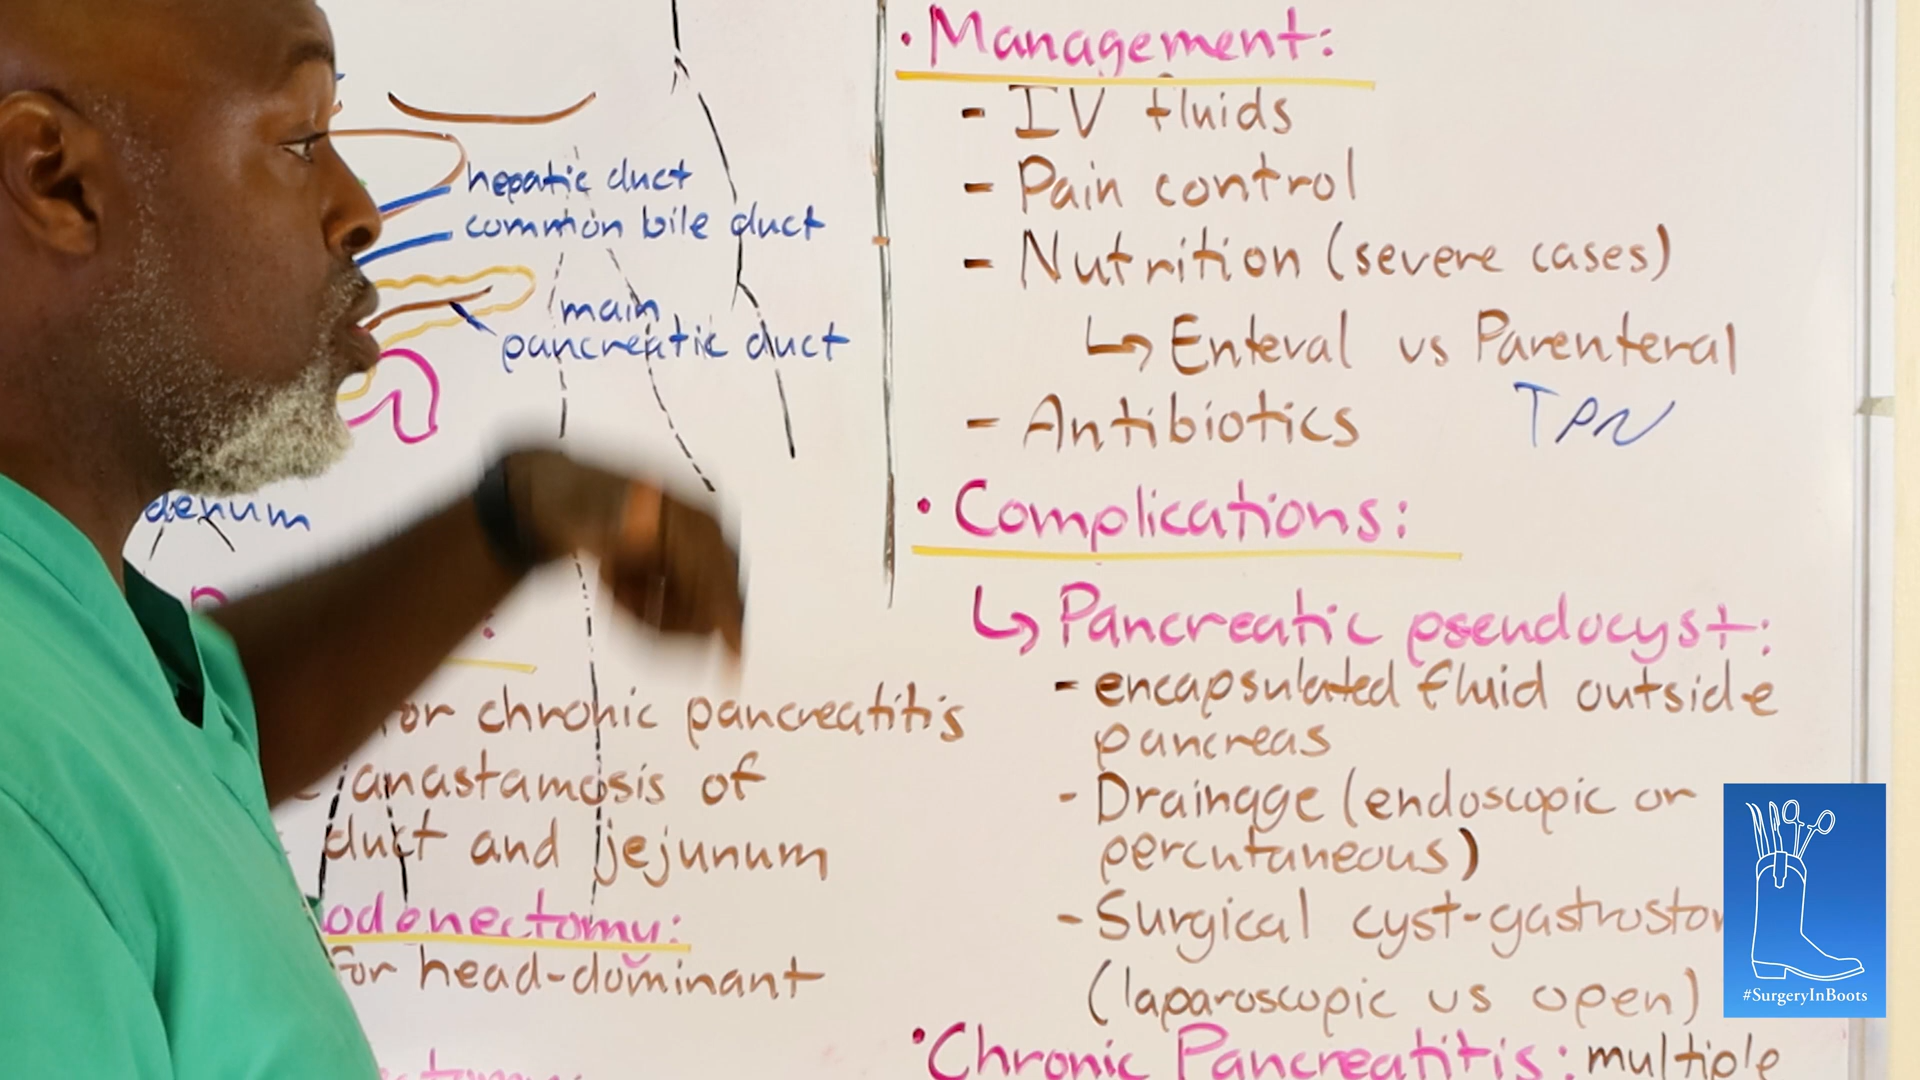 hepatic duct
common bile duct
main
pancreatic duct
denum
for chronic pancreatitis
anastamosis of
duct and jejunum
odenectomy:
for head-dominant
• Management:
- IV fluids
- Pain control
- Nutrition (severe cases)
↳ Enteral vs Parenteral
TPN
- Antibiotics
• Complications:
↳ Pancreatic pseudocyst:
- encapsulated fluid outside
pancreas
- Drainage (endoscopic or
percutaneous)
- Surgical cyst-gastrostom
(laparoscopic vs open)
• Chronic Pancreatitis: multiple
#SurgeryInBoots